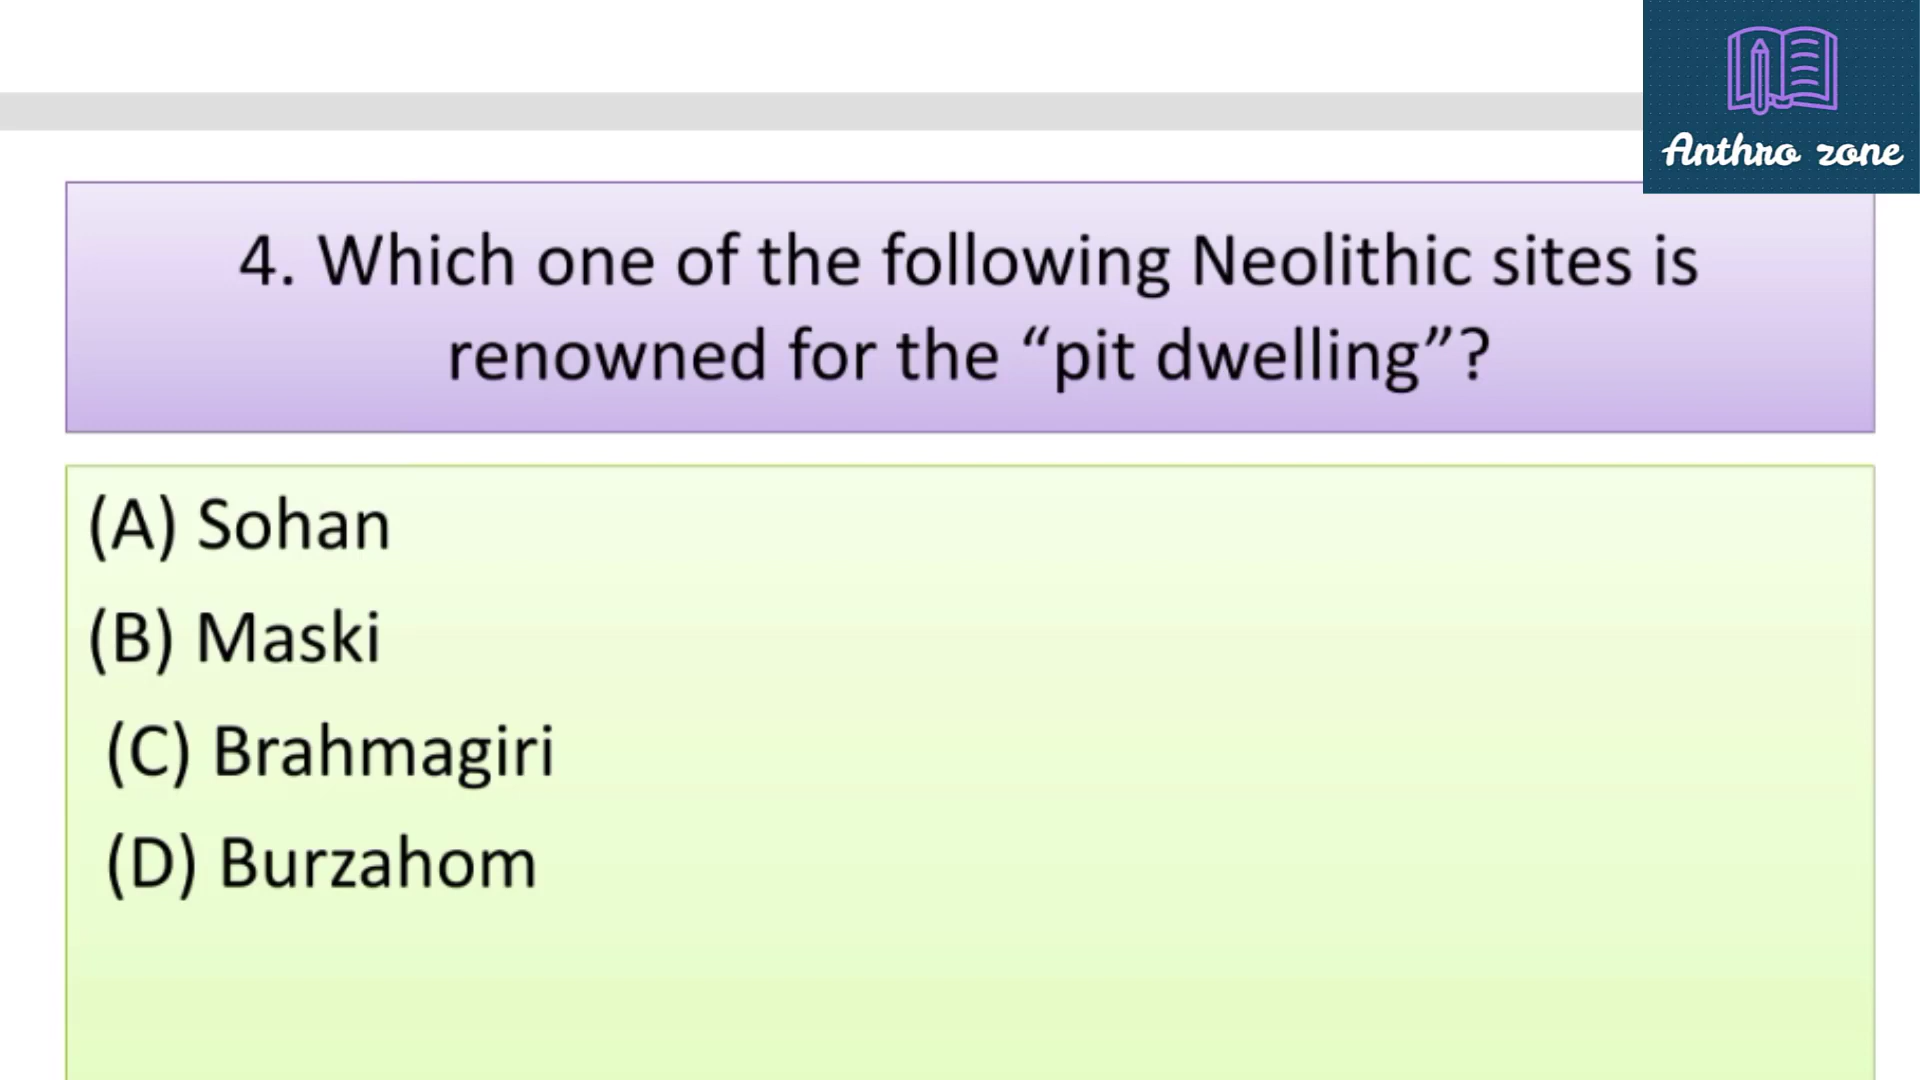 Anthro zone
4. Which one of the following Neolithic sites is
renowned for the “pit dwelling”?
(A) Sohan
(B) Maski
(C) Brahmagiri
(D) Burzahom